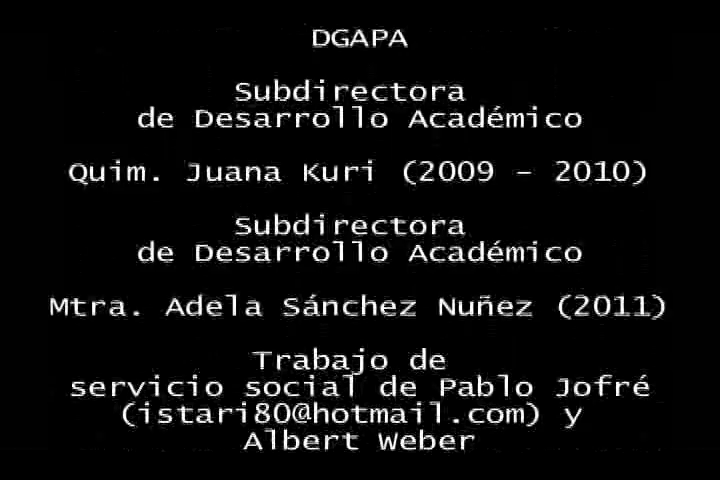 DGAPA
Subdirectora
de Desarrollo Académico
Quim. Juana Kuri (2009 - 2010)
Subdirectora
de Desarrollo Académico
Mtra. Adela Sánchez Nuñez (2011)
Trabajo de
servicio social de Pablo Jofré
(istari80@hotmail.com) y
Albert Weber